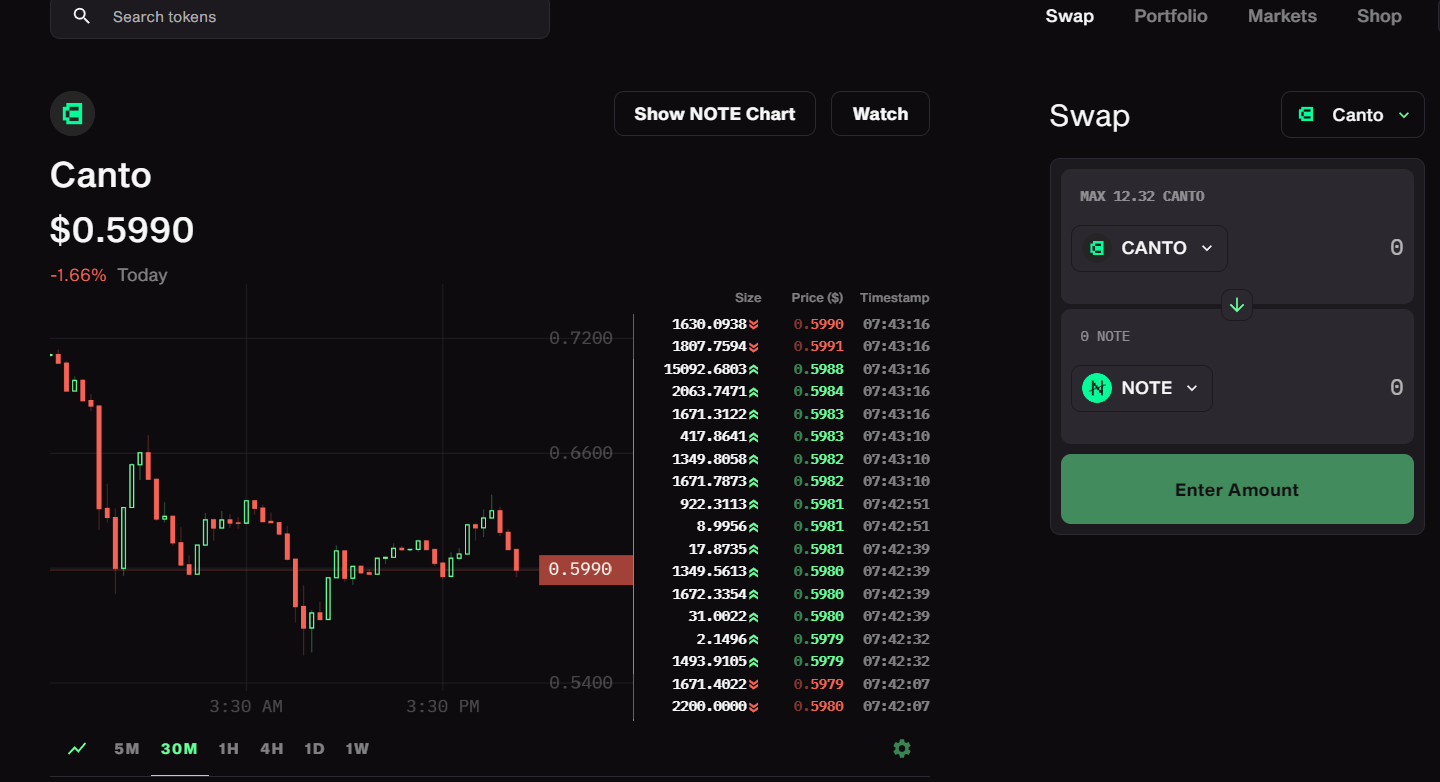 Search tokens
Swap Portfolio Markets Shop
Show NOTE Chart Watch
Canto
$0.5990
-1.66% Today
0.7200
0.6600
0.5990
0.5400
3:30 AM 3:30 PM
5M 30M 1H 4H 1D 1W
Size Price ($) Timestamp
1630.0938 0.5990 07:43:16
1807.7594 0.5991 07:43:16
15092.6803 0.5988 07:43:16
2063.7471 0.5984 07:43:16
1671.3122 0.5983 07:43:16
417.8641 0.5983 07:43:10
1349.8058 0.5982 07:43:10
1671.7873 0.5982 07:43:10
922.3113 0.5981 07:42:51
8.9956 0.5981 07:42:51
17.8735 0.5981 07:42:39
1349.5613 0.5980 07:42:39
1672.3354 0.5980 07:42:39
31.0022 0.5980 07:42:39
2.1496 0.5979 07:42:32
1493.9105 0.5979 07:42:32
1671.4022 0.5979 07:42:07
2200.0000 0.5980 07:42:07
Swap Canto
MAX 12.32 CANTO
CANTO 0
0 NOTE
NOTE 0
Enter Amount